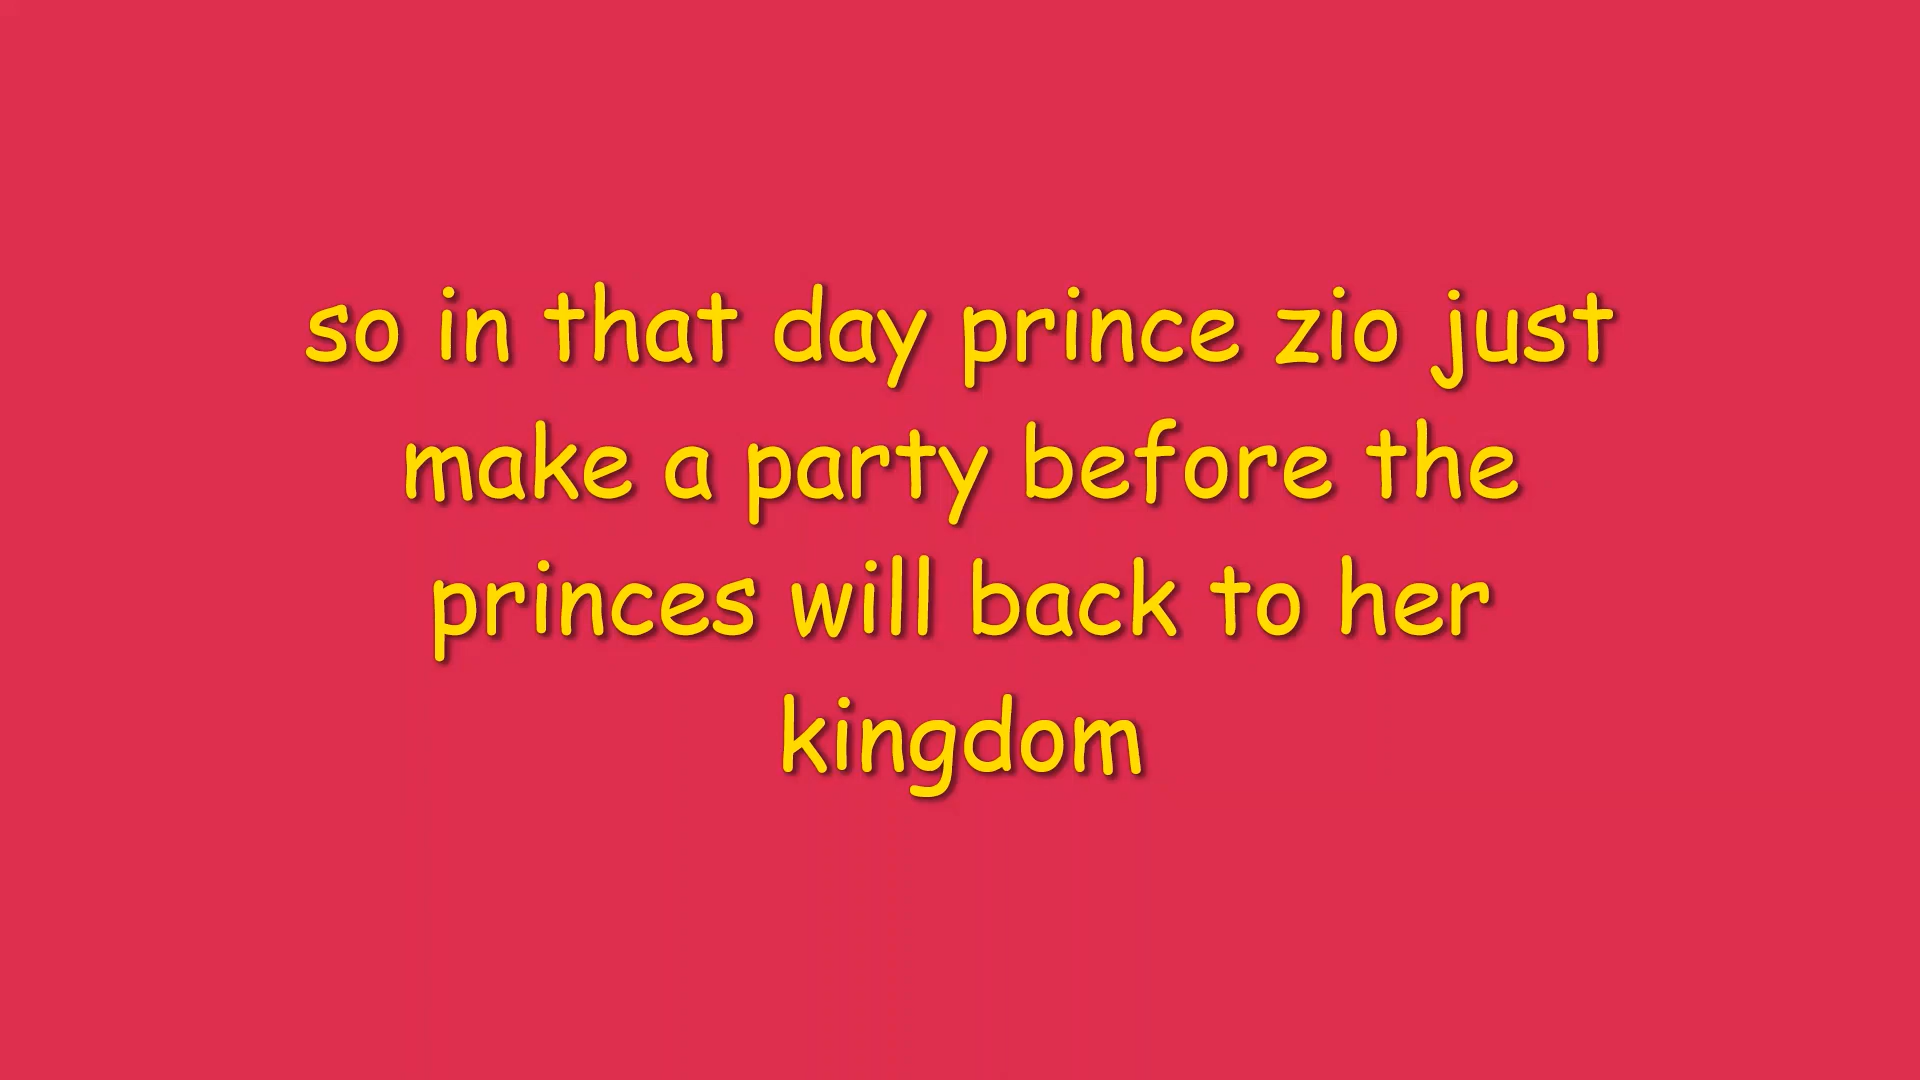 so in that day prince zio just
make a party before the
princes will back to her
kingdom